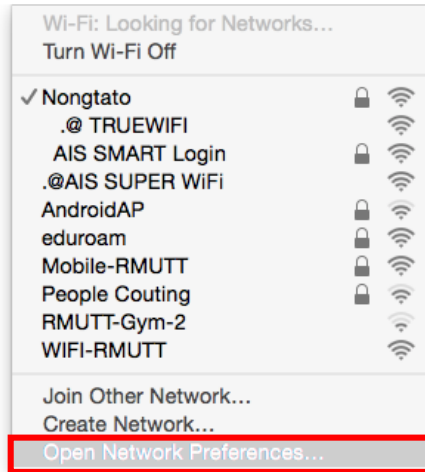 Wi-Fi: Looking for Networks...
Turn Wi-Fi Off
✓ Nongtato
.@ TRUEWIFI
AIS SMART Login
.@AIS SUPER WiFi
AndroidAP
eduroam
Mobile-RMUTT
People Couting
RMUTT-Gym-2
WIFI-RMUTT
Join Other Network...
Create Network...
Open Network Preferences...